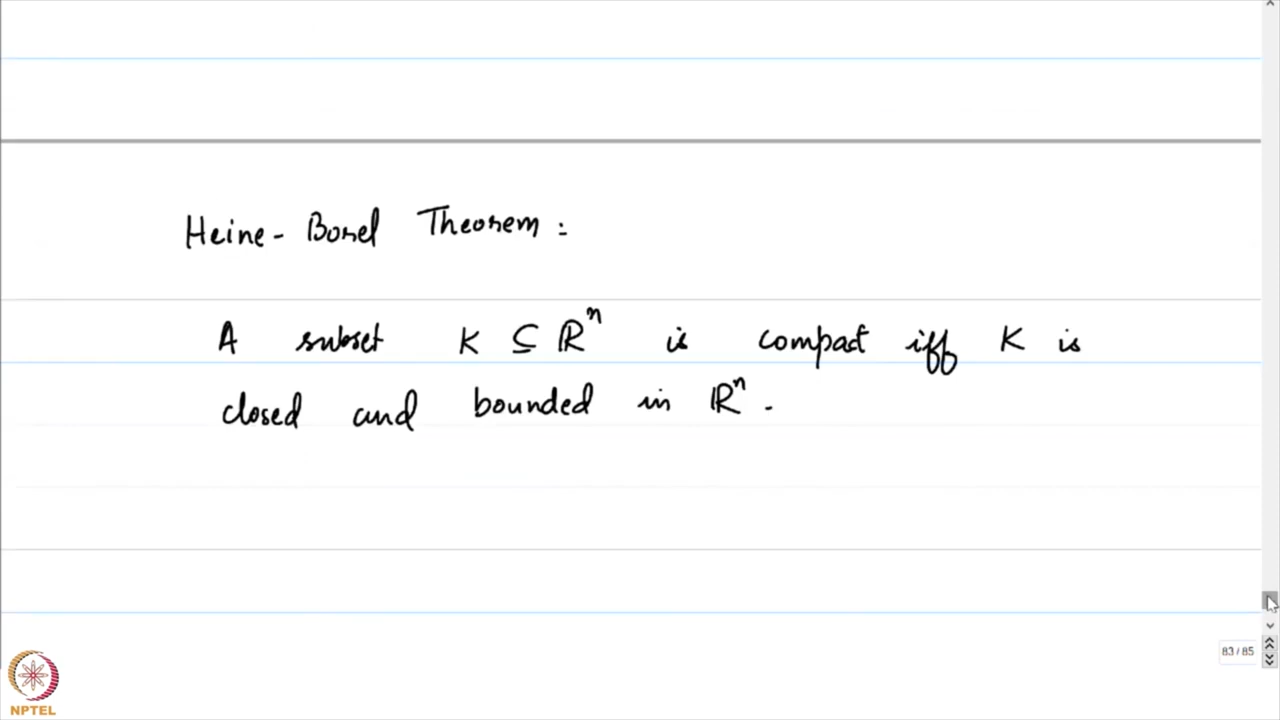 Heine-Borel Theorem:
A subset K ⊆ ℝⁿ is compact iff K is
closed and bounded in ℝⁿ.
83 / 85
NPTEL